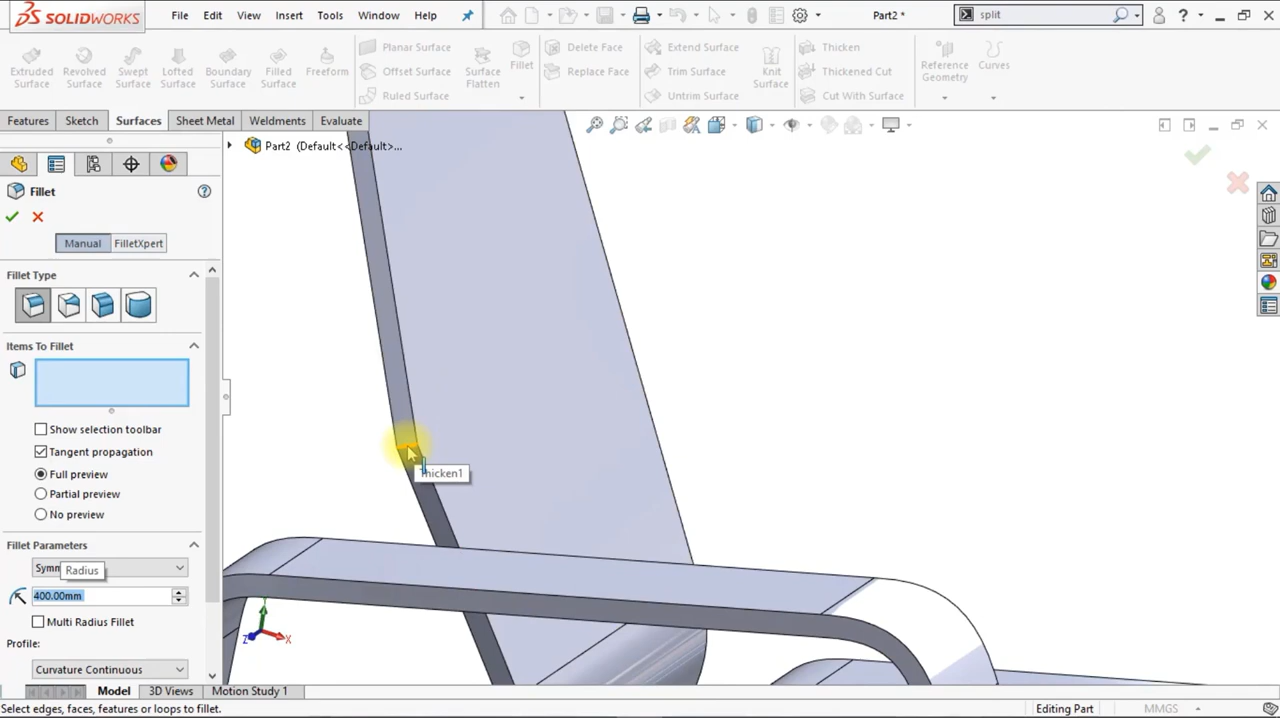 SOLIDWORKS File Edit View Insert Tools Window Help Part2 * split
Extruded Surface Revolved Surface Swept Surface Lofted Surface Boundary Surface Filled Surface Freeform
Planar Surface
Offset Surface
Ruled Surface
Surface Flatten Fillet
Delete Face
Replace Face
Extend Surface
Trim Surface
Untrim Surface
Knit Surface
Thicken
Thickened Cut
Cut With Surface
Reference Geometry Curves
Features Sketch Surfaces Sheet Metal Weldments Evaluate
Part2 (Default<<Default>...
Fillet
Manual FilletXpert
Fillet Type
Items To Fillet
Show selection toolbar
Tangent propagation
Full preview
Partial preview
No preview
Fillet Parameters
Radius
400.00mm
Multi Radius Fillet
Profile:
Curvature Continuous
Z X
Model 3D Views Motion Study 1
Select edges, faces, features or loops to fillet. Editing Part MMGS